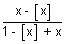 x - [x]
1 - [x] + x